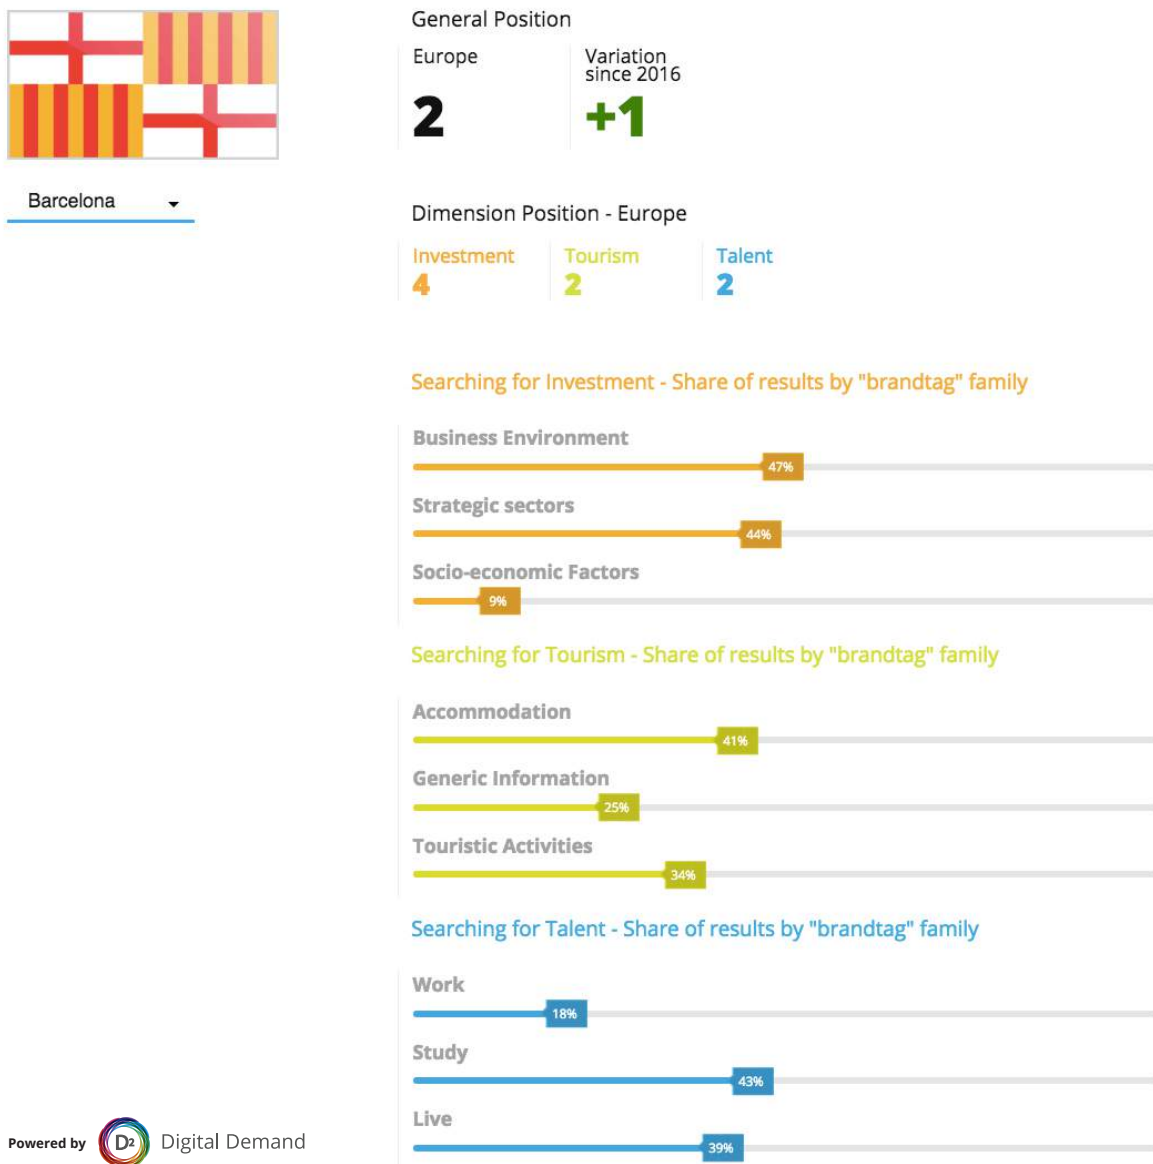 General Position
Europe
Variation
since 2016
2
+1
Barcelona
Dimension Position - Europe
Investment
4
Tourism
2
Talent
2
Searching for Investment - Share of results by "brandtag" family
Business Environment
47%
Strategic sectors
44%
Socio-economic Factors
9%
Searching for Tourism - Share of results by "brandtag" family
Accommodation
41%
Generic Information
25%
Touristic Activities
34%
Searching for Talent - Share of results by "brandtag" family
Work
18%
Study
43%
Live
39%
Powered by D2 Digital Demand